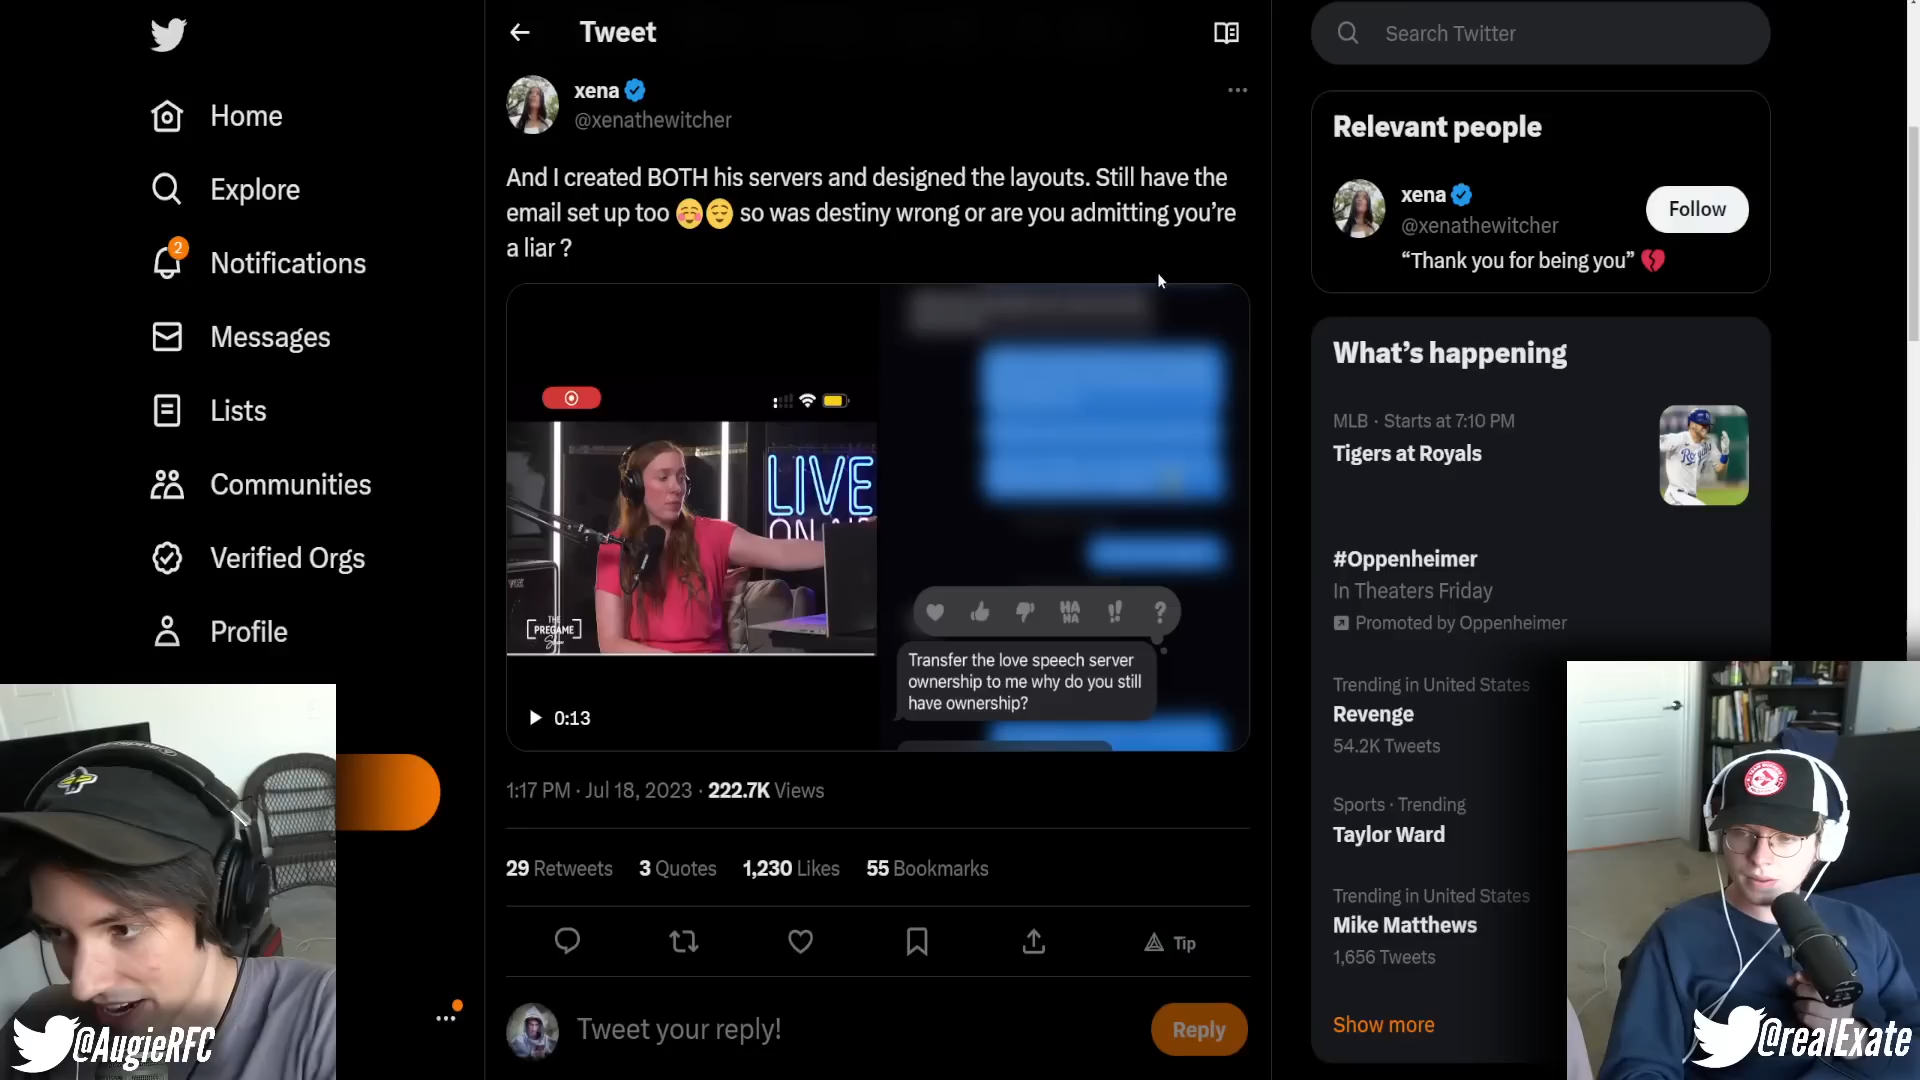 Tweet
Search Twitter
Home
Explore
2
Notifications
Messages
Lists
Communities
Verified Orgs
Profile
xena
@xenathewitcher
And I created BOTH his servers and designed the layouts. Still have the
email set up too ☺️😌 so was destiny wrong or are you admitting you’re
a liar ?
LIVE
THE
PREGAME
Show
0:13
HA
HA
!!
?
Transfer the love speech server
ownership to me why do you still
have ownership?
1:17 PM · Jul 18, 2023 · 222.7K Views
29 Retweets 3 Quotes 1,230 Likes 55 Bookmarks
Tip
Tweet your reply!
Reply
Relevant people
xena
@xenathewitcher
Follow
“Thank you for being you” 💔
What’s happening
MLB · Starts at 7:10 PM
Tigers at Royals
#Oppenheimer
In Theaters Friday
Promoted by Oppenheimer
Trending in United States
Revenge
54.2K Tweets
Sports · Trending
Taylor Ward
Trending in United States
Mike Matthews
1,656 Tweets
Show more
@AugieRFC
@realExate